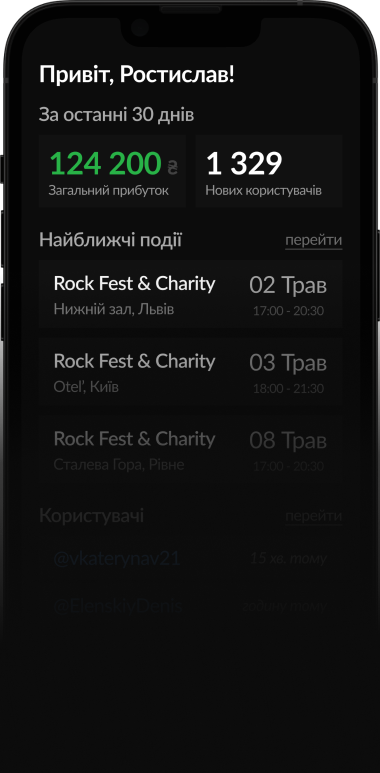 Привіт, Ростислав!
За останні 30 днів
124 200 ₴
Загальний прибуток
1 329
Нових користувачів
Найближчі події
перейти
Rock Fest & Charity
02 Трав
Нижній зал, Львів
17:00 - 20:30
Rock Fest & Charity
03 Трав
Otel', Київ
18:00 - 21:30
Rock Fest & Charity
08 Трав
Сталева Гора, Рівне
17:00 - 20:30
Користувачі
перейти
@vkaterynav21
15 хв. тому
@ElenskiyDenis